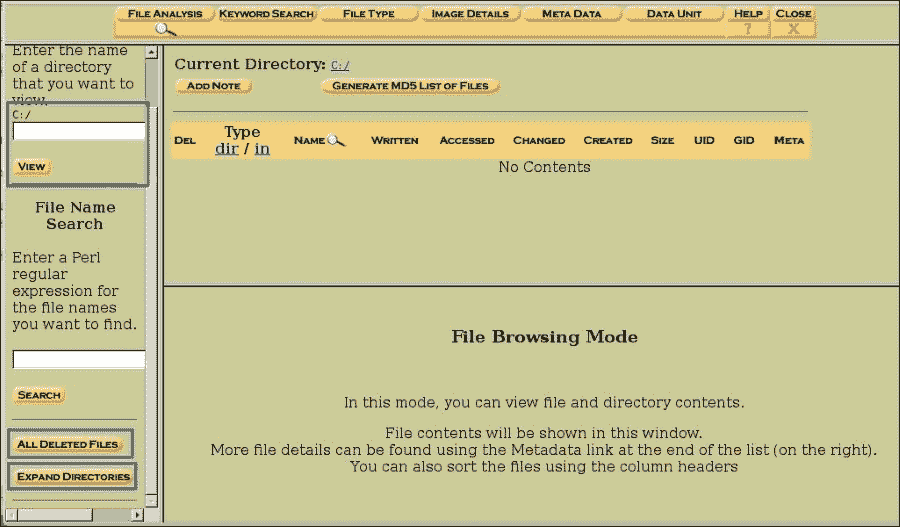 FILE ANALYSIS KEYWORD SEARCH FILE TYPE IMAGE DETAILS META DATA DATA UNIT HELP CLOSE
? X
Enter the name
of a directory
that you want to
view.
C:/
VIEW
File Name
Search
Enter a Perl
regular
expression for
the file names
you want to find.
SEARCH
ALL DELETED FILES
EXPAND DIRECTORIES
Current Directory: C:/
ADD NOTE GENERATE MD5 LIST OF FILES
DEL Type dir / in NAME WRITTEN ACCESSED CHANGED CREATED SIZE UID GID META
No Contents
File Browsing Mode
In this mode, you can view file and directory contents.
File contents will be shown in this window.
More file details can be found using the Metadata link at the end of the list (on the right).
You can also sort the files using the column headers